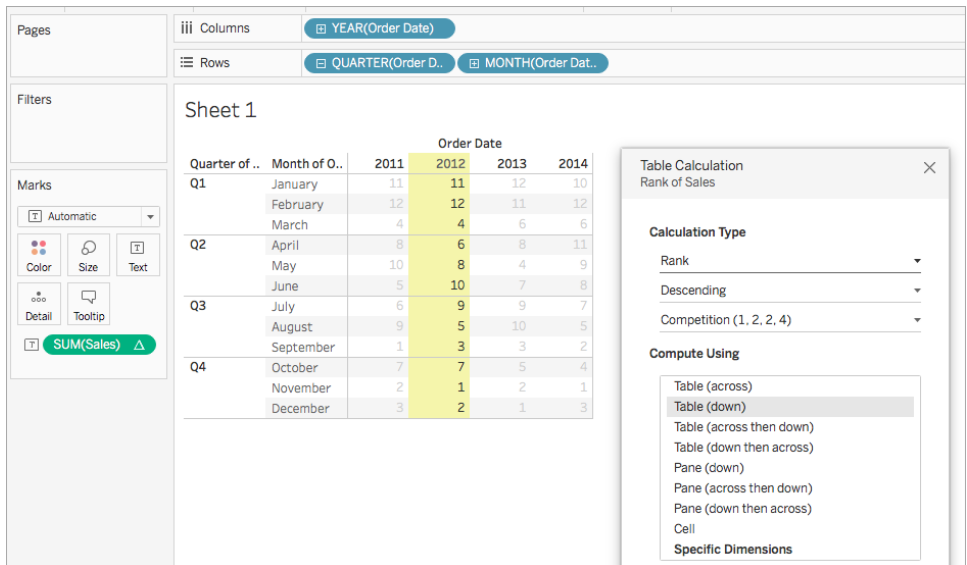 Pages
Columns
YEAR(Order Date)
Rows
QUARTER(Order D.. MONTH(Order Dat..
Filters
Sheet 1
Order Date
Quarter of .. Month of O.. 2011 2012 2013 2014
Q1 January 11 11 12 10
February 12 12 11 12
March 4 4 6 6
Q2 April 8 6 8 11
May 10 8 4 9
June 5 10 7 8
Q3 July 6 9 9 7
August 9 5 10 5
September 1 3 3 2
Q4 October 7 7 5 4
November 2 1 2 1
December 3 2 1 3
Marks
T Automatic
Color Size T Text
Detail Tooltip
T SUM(Sales) Δ
Table Calculation
Rank of Sales
Calculation Type
Rank
Descending
Competition (1, 2, 2, 4)
Compute Using
Table (across)
Table (down)
Table (across then down)
Table (down then across)
Pane (down)
Pane (across then down)
Pane (down then across)
Cell
Specific Dimensions